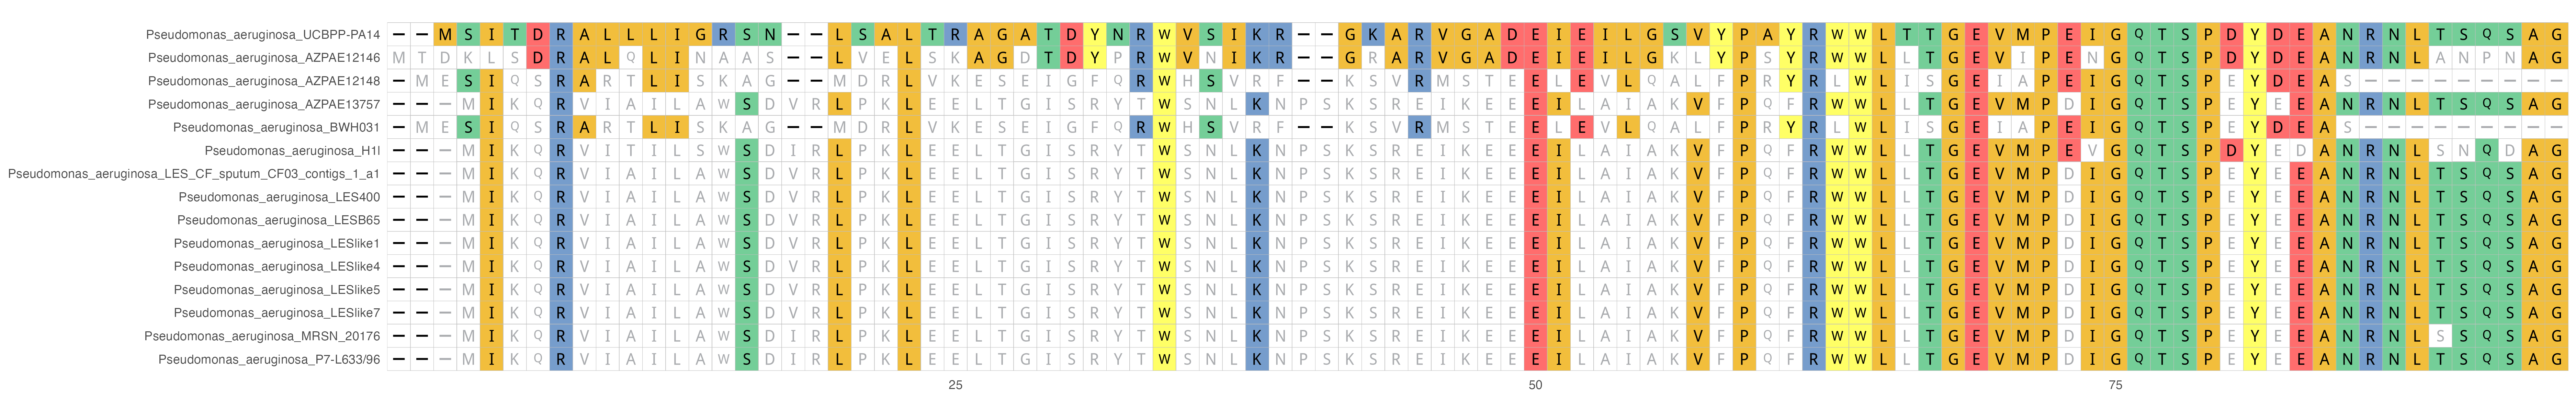 Pseudomonas_aeruginosa_UCBPP-PA14 – – M S I T D R A L L L I G R S N – – L S A L T R A G A T D Y N R W V S I K R – – G K A R V G A D E I E I L G S V Y P A Y R W W L T T G E V M P E I G Q T S P D Y D E A N R N L T S Q S A G
Pseudomonas_aeruginosa_AZPAE12146 M T D K L S D R A L Q L I N A A S – – L V E L S K A G D T D Y P R W V N I K R – – G R A R V G A D E I E I L G K L Y P S Y R W W L L T G E V I P E N G Q T S P D Y D E A N R N L A N P N A G
Pseudomonas_aeruginosa_AZPAE12148 – M E S I Q S R A R T L I S K A G – – M D R L V K E S E I G F Q R W H S V R F – – K S V R M S T E E L E V L Q A L F P R Y R L W L I S G E I A P E I G Q T S P E Y D E A S – – – – – – – – –
Pseudomonas_aeruginosa_AZPAE13757 – – – M I K Q R V I A I L A W S D V R L P K L E E L T G I S R Y T W S N L K N P S K S R E I K E E E I L A I A K V F P Q F R W W L L T G E V M P D I G Q T S P E Y E E A N R N L T S Q S A G
Pseudomonas_aeruginosa_BWH031 – M E S I Q S R A R T L I S K A G – – M D R L V K E S E I G F Q R W H S V R F – – K S V R M S T E E L E V L Q A L F P R Y R L W L I S G E I A P E I G Q T S P E Y D E A S – – – – – – – – –
Pseudomonas_aeruginosa_H1l – – – M I K Q R V I T I L S W S D I R L P K L E E L T G I S R Y T W S N L K N P S K S R E I K E E E I L A I A K V F P Q F R W W L L T G E V M P E V G Q T S P D Y E D A N R N L S N Q D A G
Pseudomonas_aeruginosa_LES_CF_sputum_CF03_contigs_1_a1 – – – M I K Q R V I A I L A W S D V R L P K L E E L T G I S R Y T W S N L K N P S K S R E I K E E E I L A I A K V F P Q F R W W L L T G E V M P D I G Q T S P E Y E E A N R N L T S Q S A G
Pseudomonas_aeruginosa_LES400 – – – M I K Q R V I A I L A W S D V R L P K L E E L T G I S R Y T W S N L K N P S K S R E I K E E E I L A I A K V F P Q F R W W L L T G E V M P D I G Q T S P E Y E E A N R N L T S Q S A G
Pseudomonas_aeruginosa_LESB65 – – – M I K Q R V I A I L A W S D V R L P K L E E L T G I S R Y T W S N L K N P S K S R E I K E E E I L A I A K V F P Q F R W W L L T G E V M P D I G Q T S P E Y E E A N R N L T S Q S A G
Pseudomonas_aeruginosa_LESlike1 – – – M I K Q R V I A I L A W S D V R L P K L E E L T G I S R Y T W S N L K N P S K S R E I K E E E I L A I A K V F P Q F R W W L L T G E V M P D I G Q T S P E Y E E A N R N L T S Q S A G
Pseudomonas_aeruginosa_LESlike4 – – – M I K Q R V I A I L A W S D V R L P K L E E L T G I S R Y T W S N L K N P S K S R E I K E E E I L A I A K V F P Q F R W W L L T G E V M P D I G Q T S P E Y E E A N R N L T S Q S A G
Pseudomonas_aeruginosa_LESlike5 – – – M I K Q R V I A I L A W S D V R L P K L E E L T G I S R Y T W S N L K N P S K S R E I K E E E I L A I A K V F P Q F R W W L L T G E V M P D I G Q T S P E Y E E A N R N L T S Q S A G
Pseudomonas_aeruginosa_LESlike7 – – – M I K Q R V I A I L A W S D V R L P K L E E L T G I S R Y T W S N L K N P S K S R E I K E E E I L A I A K V F P Q F R W W L L T G E V M P D I G Q T S P E Y E E A N R N L T S Q S A G
Pseudomonas_aeruginosa_MRSN_20176 – – – M I K Q R V I A I L A W S D I R L P K L E E L T G I S R Y T W S N L K N P S K S R E I K E E E I L A I A K V F P Q F R W W L L T G E V M P D I G Q T S P E Y E E A N R N L S S Q S A G
Pseudomonas_aeruginosa_P7-L633/96 – – – M I K Q R V I A I L A W S D I R L P K L E E L T G I S R Y T W S N L K N P S K S R E I K E E E I L A I A K V F P Q F R W W L L T G E V M P D I G Q T S P E Y E E A N R N L T S Q S A G
25 50 75